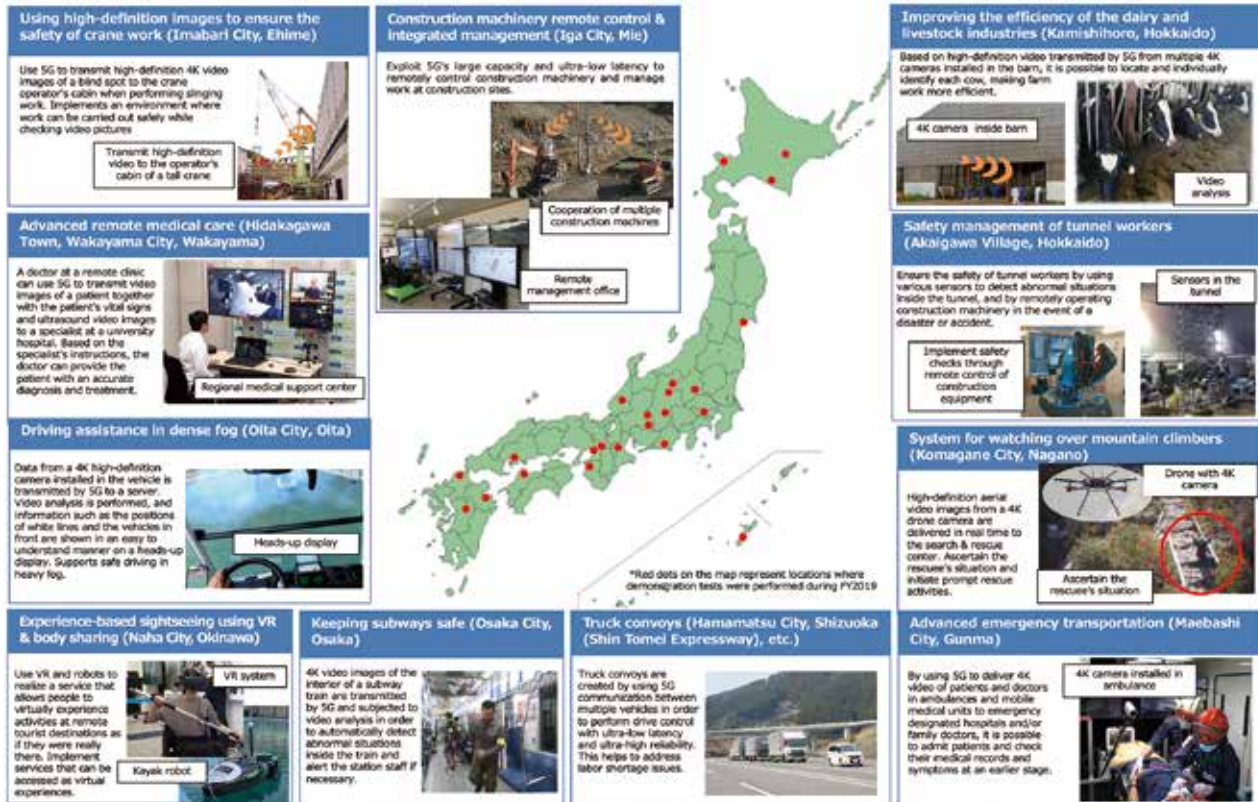 Using high-definition images to ensure the
safety of crane work (Imabari City, Ehime)
Use 5G to transmit high-definition 4K video
images of a blind spot to the crane
operator's cabin when performing slinging
work. Implements an environment where
work can be carried out safely while
checking video pictures
Transmit high-definition
video to the operator's
cabin of a tall crane
Construction machinery remote control &
integrated management (Iga City, Mie)
Exploit 5G's large capacity and ultra-low latency to
remotely control construction machinery and manage
work at construction sites.
Cooperation of multiple
construction machines
Remote
management office
Improving the efficiency of the dairy and
livestock industries (Kamishihoro, Hokkaido)
Based on high-definition video transmitted by 5G from multiple 4K
cameras installed in the barn, it is possible to locate and individually
identify each cow, making farm
work more efficient.
4K camera inside barn
Video
analysis
Advanced remote medical care (Hidakagawa
Town, Wakayama City, Wakayama)
A doctor at a remote clinic
can use 5G to transmit video
images of a patient together
with the patient's vital signs
and ultrasound video images
to a specialist at a university
hospital. Based on the
specialist's instructions, the
doctor can provide the
patient with an accurate
diagnosis and treatment.
Regional medical support center
Safety management of tunnel workers
(Akaigawa Village, Hokkaido)
Ensure the safety of tunnel workers by using
various sensors to detect abnormal situations
inside the tunnel, and by remotely operating
construction machinery in the event of a
disaster or accident.
Sensors in the
tunnel
Implement safety
checks through
remote control of
construction
equipment
Driving assistance in dense fog (Oita City, Oita)
Data from a 4K high-definition
camera installed in the vehicle is
transmitted by 5G to a server.
Video analysis is performed, and
information such as the positions
of white lines and the vehicles in
front are shown in an easy to
understand manner on a heads-up
display. Supports safe driving in
heavy fog.
Heads-up display
System for watching over mountain climbers
(Komagane City, Nagano)
High-definition aerial
video images from a 4K
drone camera are
delivered in real time to
the search & rescue
center. Ascertain the
rescuee's situation and
initiate prompt rescue
activities.
Drone with 4K
camera
Ascertain the
rescuee's situation
*Red dots on the map represent locations where
demonstration tests were performed during FY2019
Experience-based sightseeing using VR
& body sharing (Naha City, Okinawa)
Use VR and robots to
realize a service that
allows people to
virtually experience
activities at remote
tourist destinations as
if they were really
there. Implement
services that can be
accessed as virtual
experiences.
VR system
Kayak robot
Keeping subways safe (Osaka City,
Osaka)
4K video images of the
interior of a subway
train are transmitted
by 5G and subjected to
video analysis in order
to automatically detect
abnormal situations
inside the train and
alert the station staff if
necessary.
Truck convoys (Hamamatsu City, Shizuoka
(Shin Tomei Expressway), etc.)
Truck convoys are
created by using 5G
communication between
multiple vehicles in order
to perform drive control
with ultra-low latency
and ultra-high reliability.
This helps to address
labor shortage issues.
Advanced emergency transportation (Maebashi
City, Gunma)
By using 5G to deliver 4K
video of patients and doctors
in ambulances and mobile
medical units to emergency
designated hospitals and/or
family doctors, it is possible
to admit patients and check
their medical records and
symptoms at an earlier stage.
4K camera installed in
ambulance